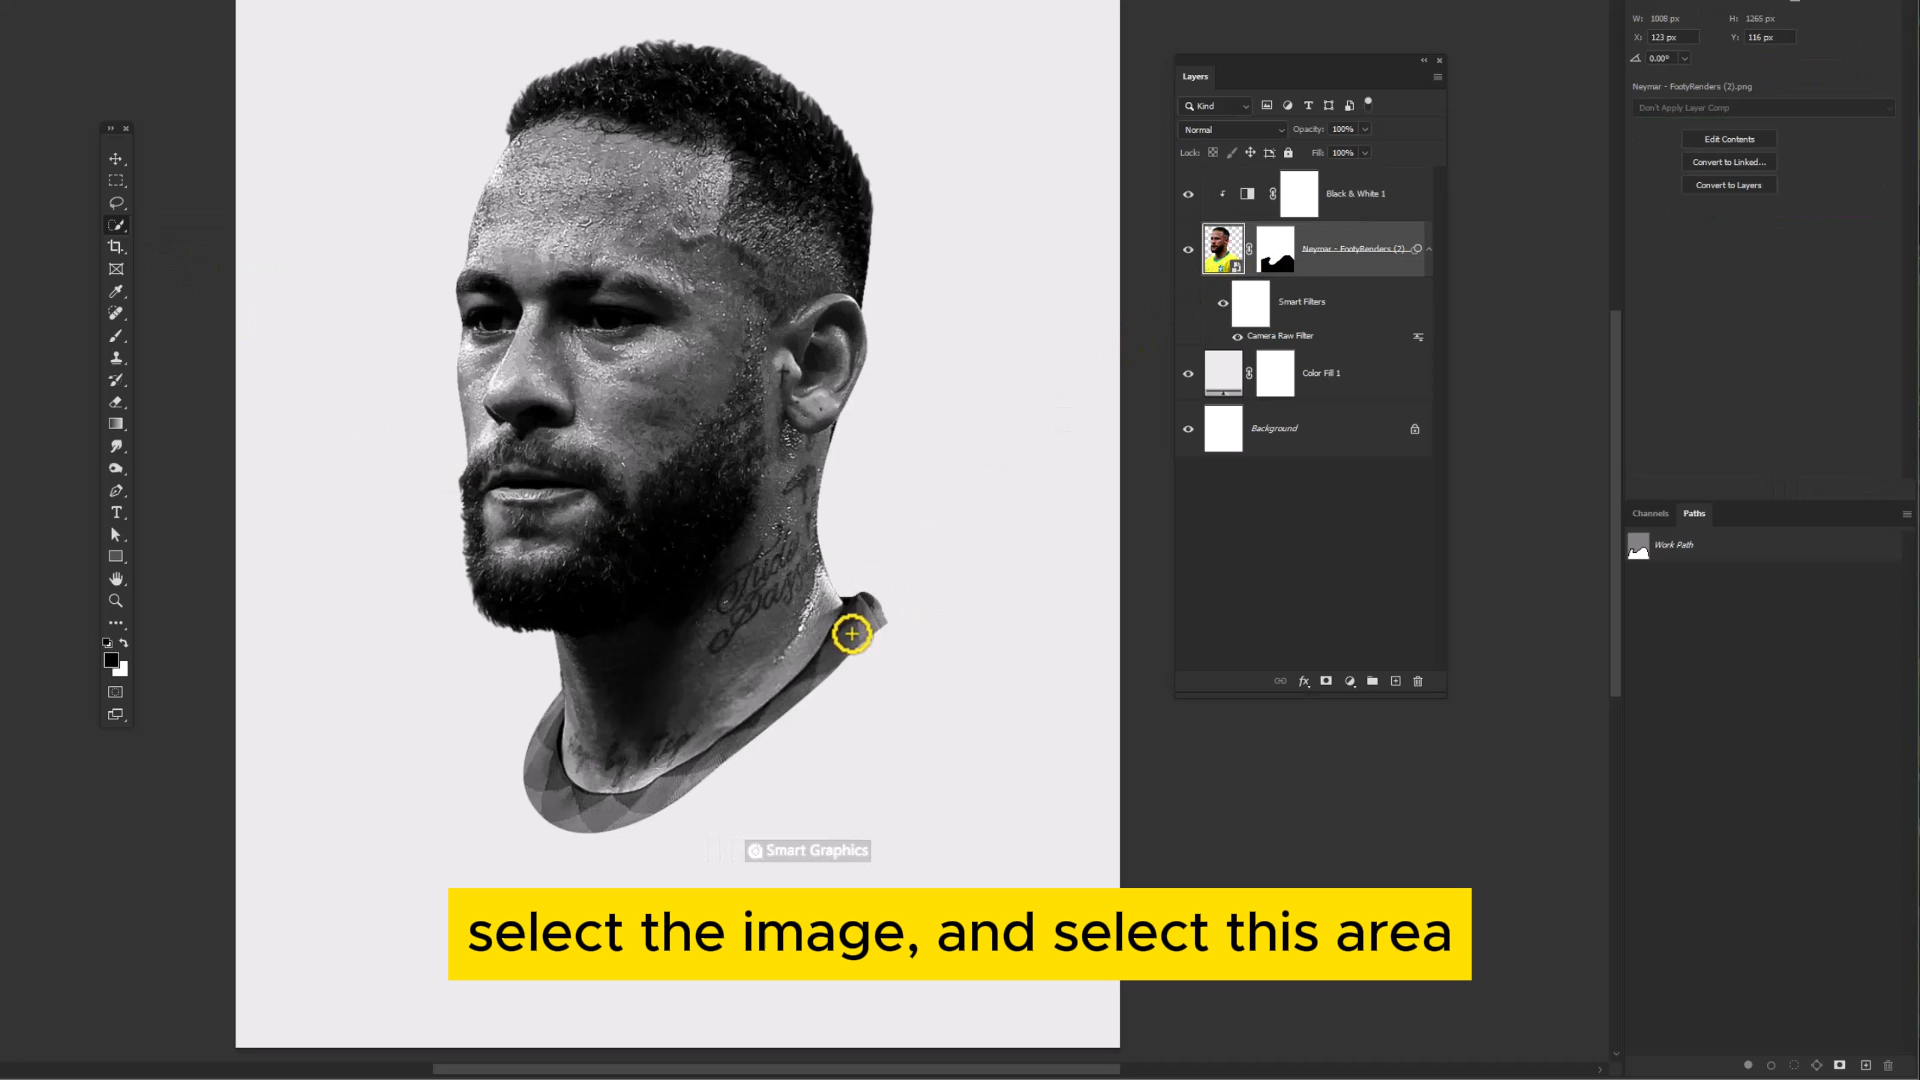 W: 1008 px
H: 1265 px
X: 123 px
Y: 116 px
0.00°
Neymar - FootyRenders (2).png
Don't Apply Layer Comp
Edit Contents
Convert to Linked...
Convert to Layers
Layers
Kind
Normal
Opacity: 100%
Lock:
Fill: 100%
Black & White 1
Neymar - FootyRenders (2)
Smart Filters
Camera Raw Filter
Color Fill 1
Background
Channels
Paths
Work Path
Smart Graphics
select the image, and select this area